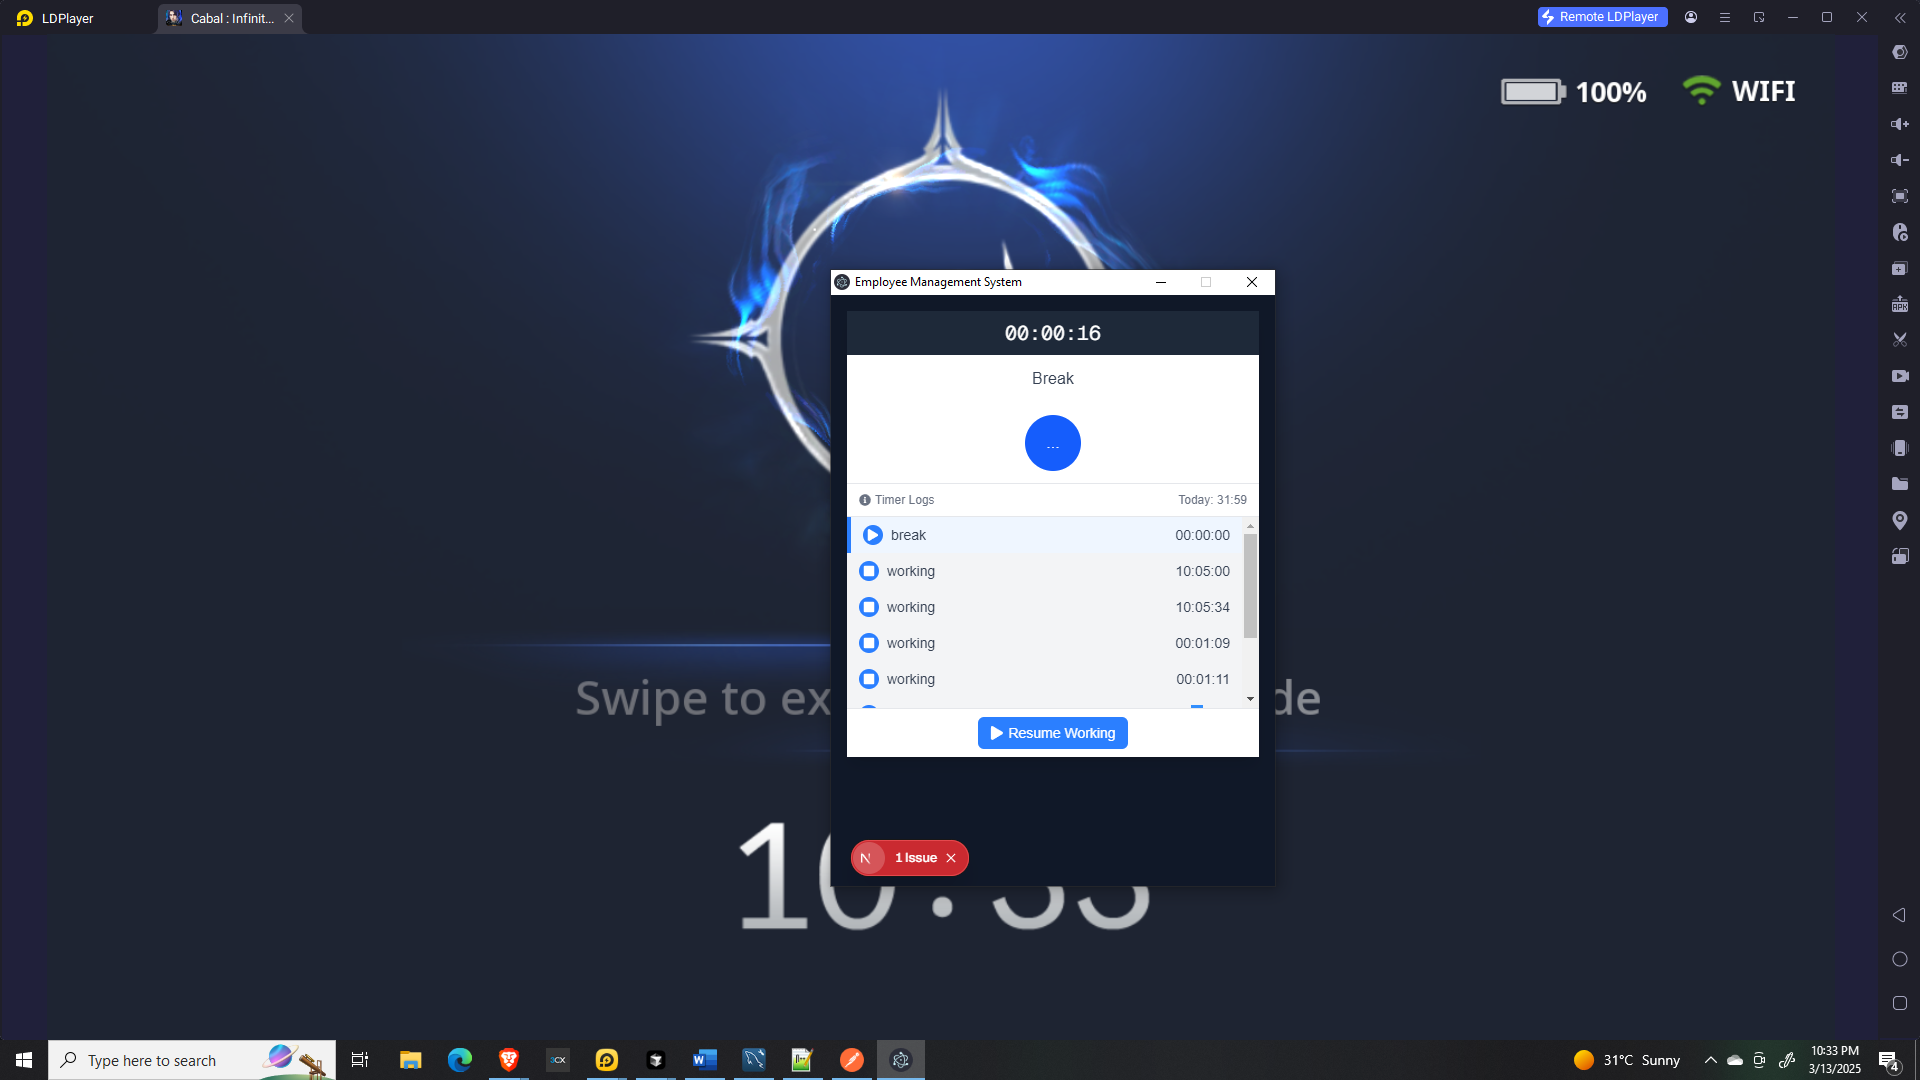 LDPlayer
Cabal : Infinit...
Remote LDPlayer
100%
WIFI
Employee Management System
00:00:16
Break
...
Timer Logs
Today: 31:59
break
00:00:00
working
10:05:00
working
10:05:34
working
00:01:09
working
00:01:11
Resume Working
Swipe to ex
de
N
1 Issue
Type here to search
31°C Sunny
10:33 PM
3/13/2025
4